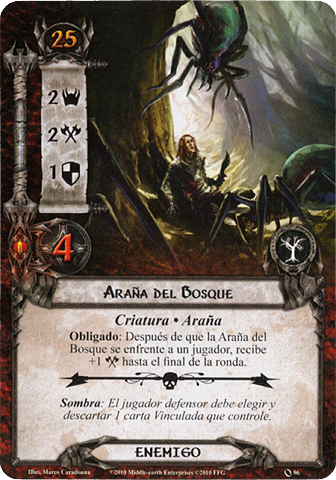 25
2
2
1
4
Araña del Bosque
Criatura • Araña
Obligado: Después de que la Araña del
Bosque se enfrente a un jugador, recibe
+1 hasta el final de la ronda.
Sombra: El jugador defensor debe elegir y
descartar 1 carta Vinculada que controle.
ENEMIGO
Illus. Marco Caradonna
©2010 Middle-earth Enterprises ©2010 FFG
96